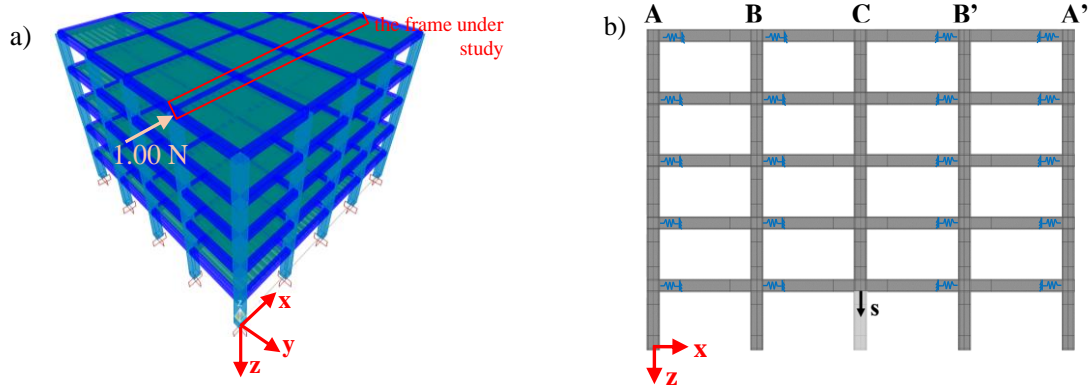 a)
the frame under
study
1.00 N
x
y
z
b)
A B C B’ A’
s
x
z